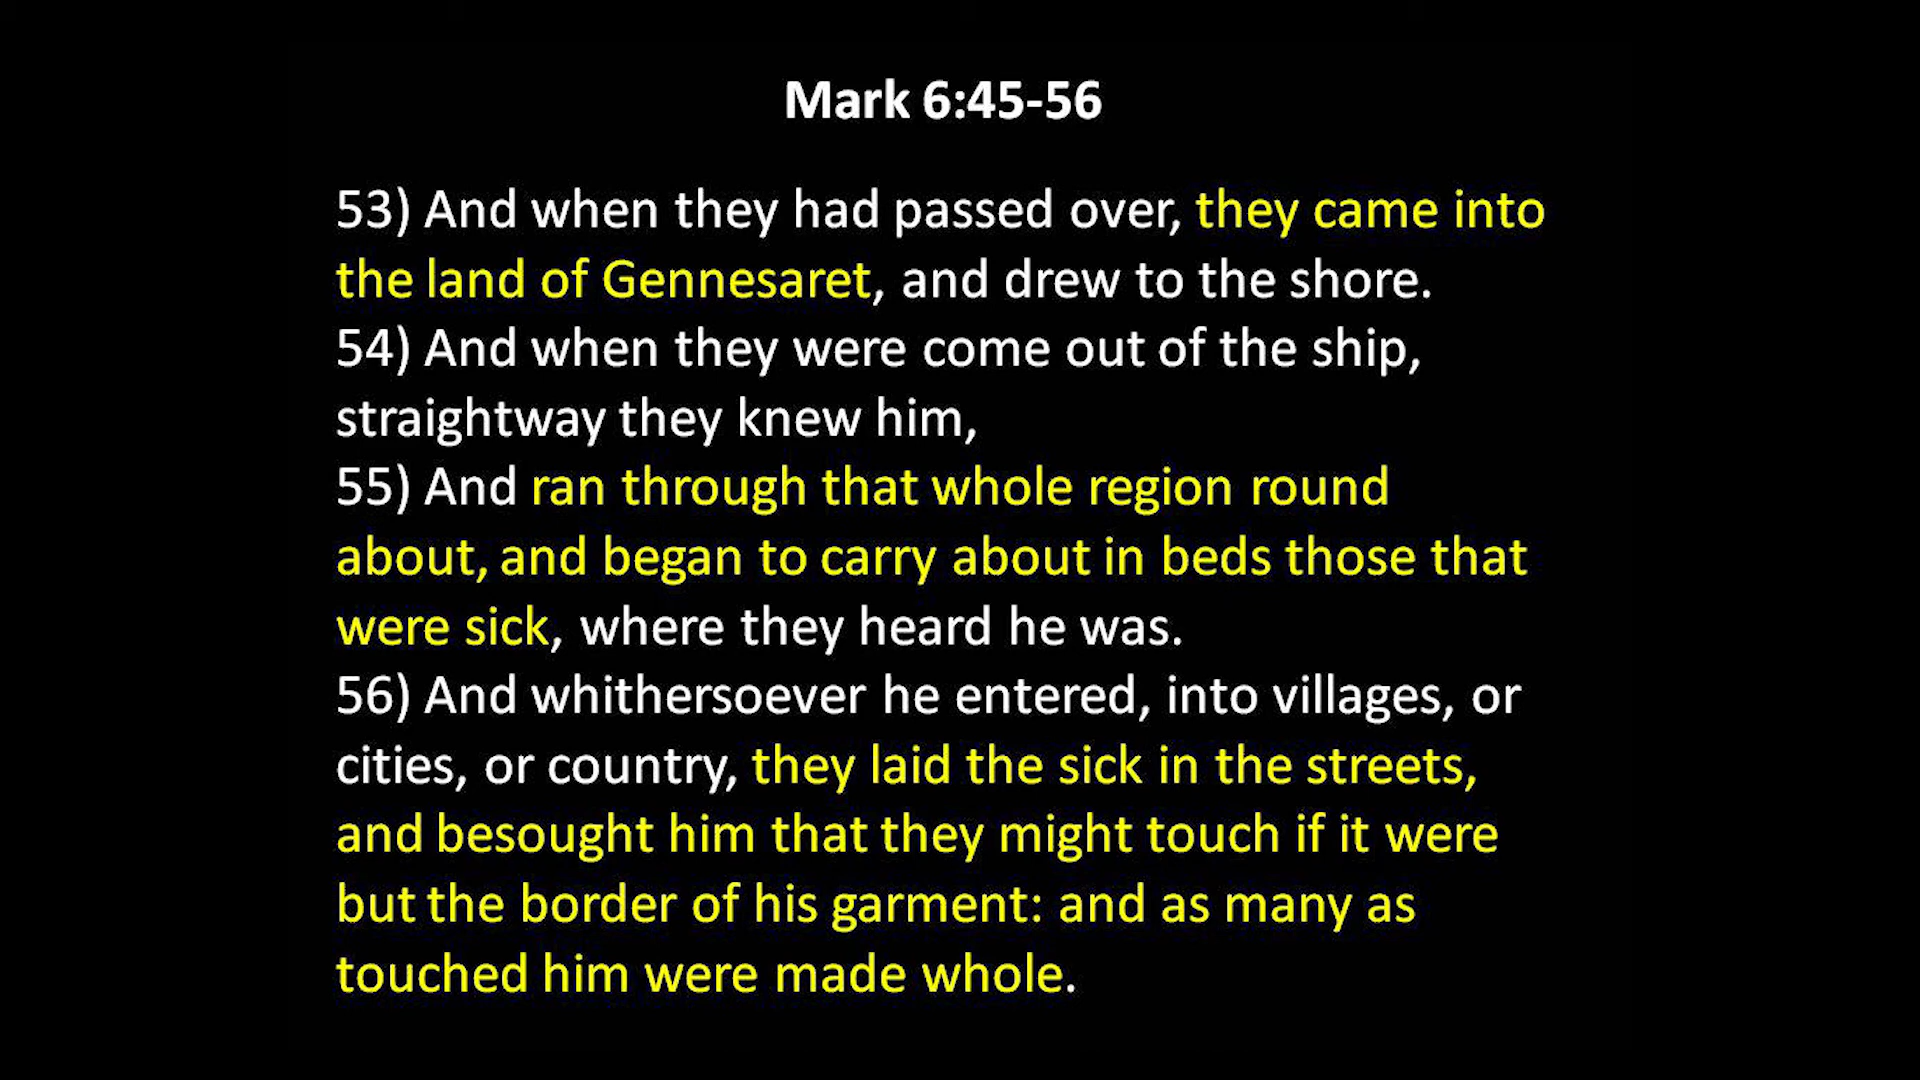 Mark 6:45-56
53) And when they had passed over, they came into
the land of Gennesaret, and drew to the shore.
54) And when they were come out of the ship,
straightway they knew him,
55) And ran through that whole region round
about, and began to carry about in beds those that
were sick, where they heard he was.
56) And whithersoever he entered, into villages, or
cities, or country, they laid the sick in the streets,
and besought him that they might touch if it were
but the border of his garment: and as many as
touched him were made whole.